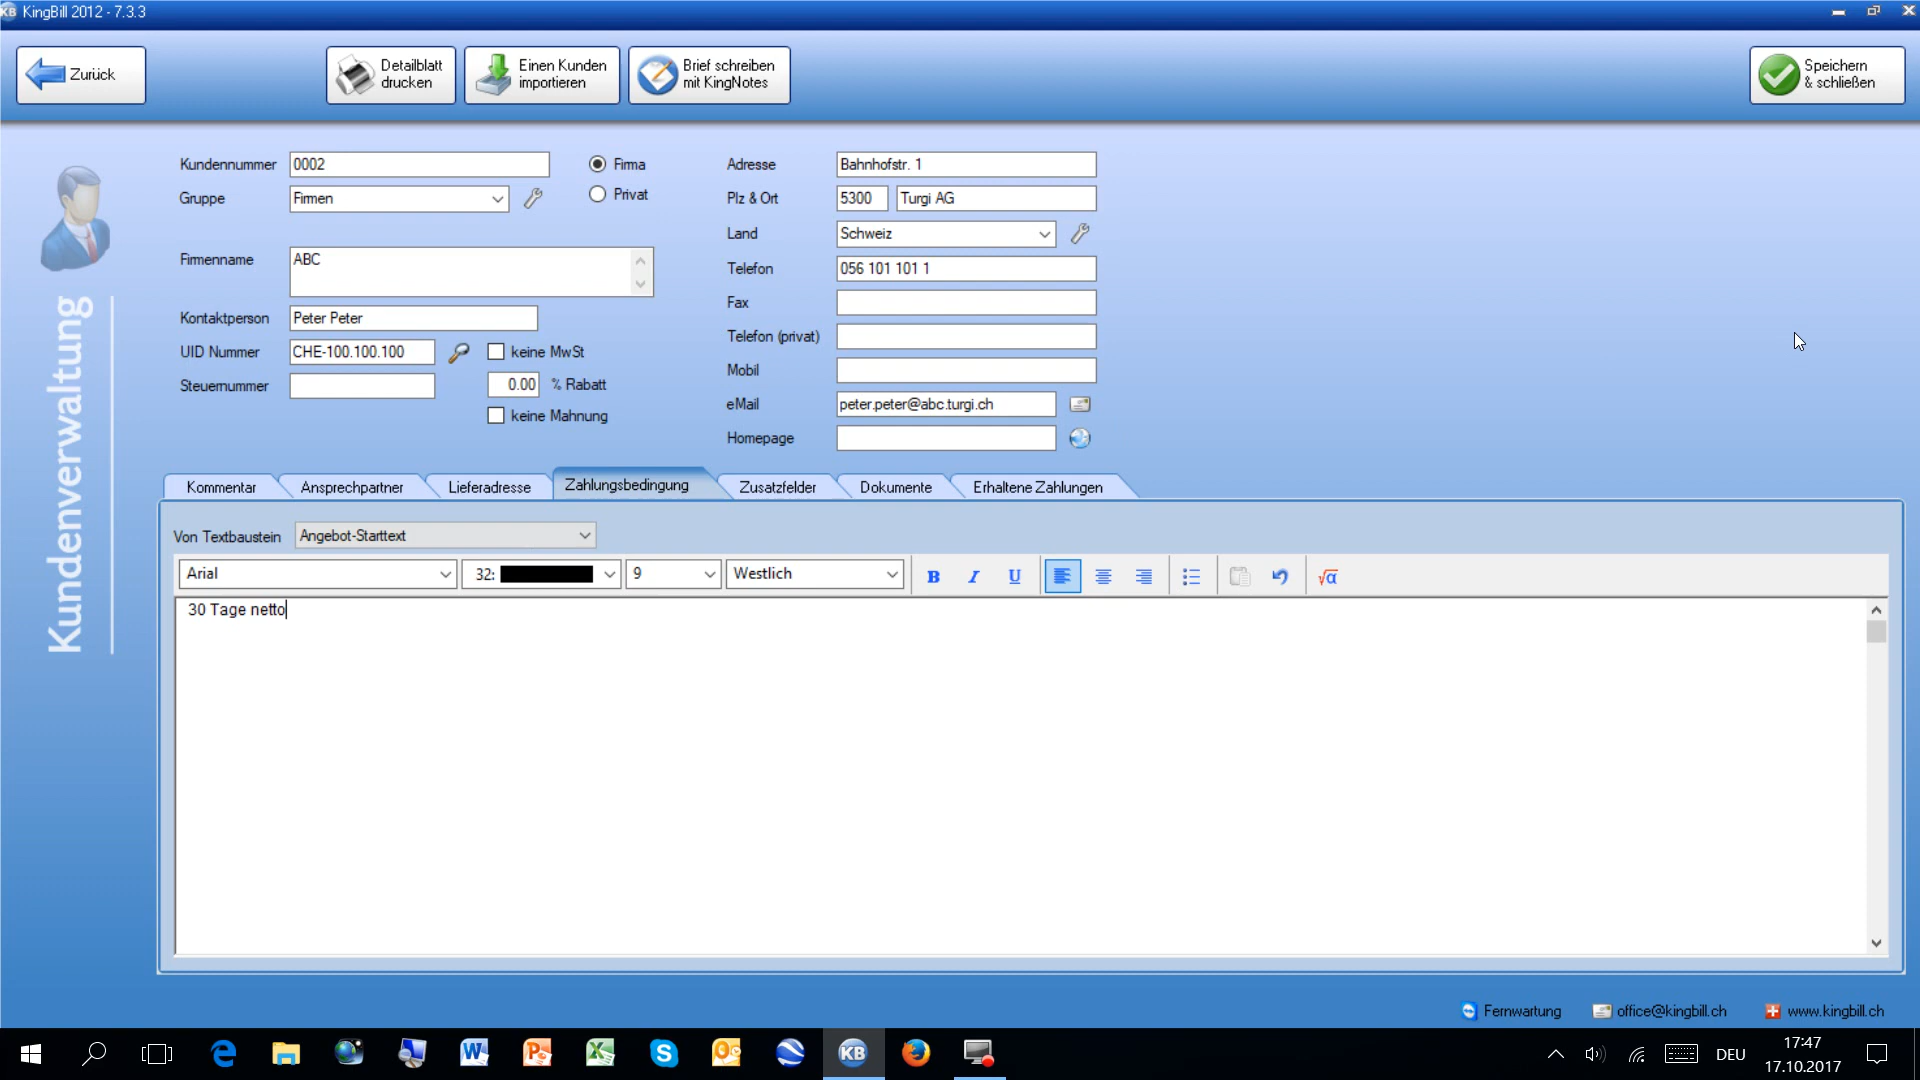 KingBill 2012 - 7.3.3
Zurück
Detailblatt
drucken
Einen Kunden
importieren
Brief schreiben
mit KingNotes
Speichern
& schließen
Kundenverwaltung
Kundennummer 0002
Firma
Privat
Gruppe Firmen
Firmenname ABC
Kontaktperson Peter Peter
UID Nummer CHE-100.100.100
keine MwSt
Steuernummer
0.00 % Rabatt
keine Mahnung
Adresse Bahnhofstr. 1
Plz & Ort 5300 Turgi AG
Land Schweiz
Telefon 056 101 101 1
Fax
Telefon (privat)
Mobil
eMail peter.peter@abc.turgi.ch
Homepage
Kommentar Ansprechpartner Lieferadresse Zahlungsbedingung Zusatzfelder Dokumente Erhaltene Zahlungen
Von Textbaustein Angebot-Starttext
Arial 32: 9 Westlich B I U √α
30 Tage netto
Fernwartung office@kingbill.ch www.kingbill.ch
KB
DEU
17:47
17.10.2017